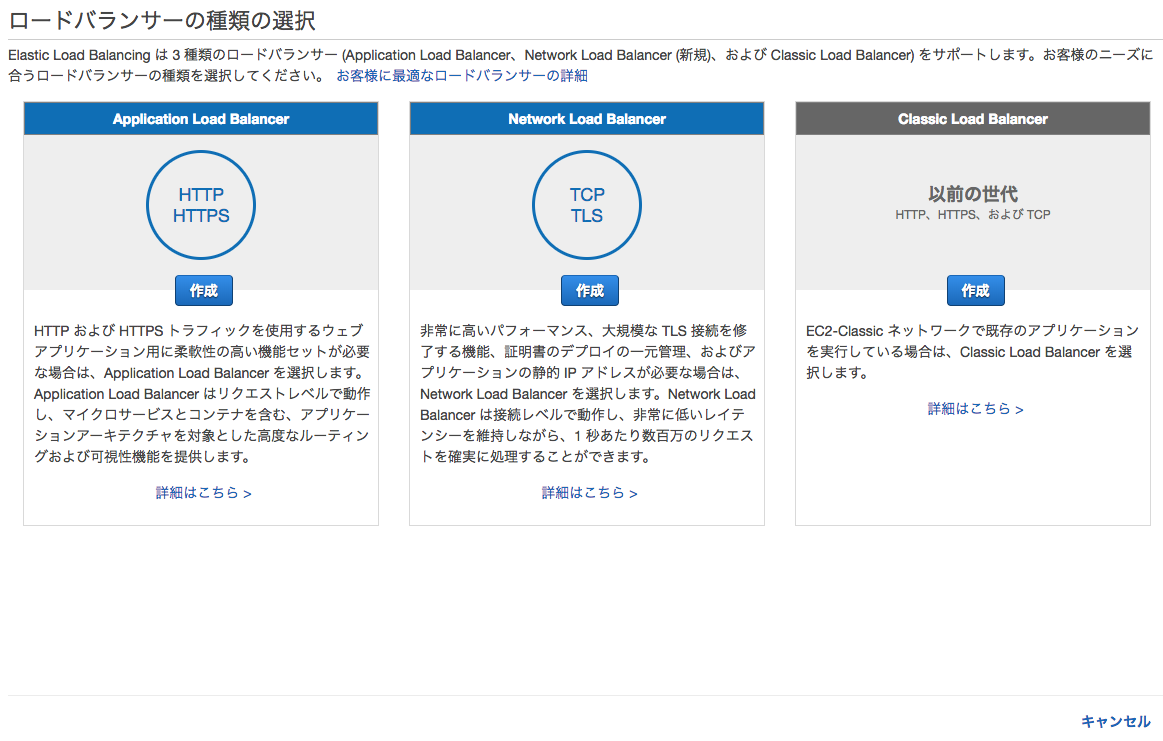 ロードバランサーの種類の選択
Elastic Load Balancing は 3 種類のロードバランサー (Application Load Balancer、Network Load Balancer (新規)、および Classic Load Balancer) をサポートします。お客様のニーズに
合うロードバランサーの種類を選択してください。 お客様に最適なロードバランサーの詳細
Application Load Balancer
HTTP
HTTPS
作成
HTTP および HTTPS トラフィックを使用するウェブ
アプリケーション用に柔軟性の高い機能セットが必要
な場合は、Application Load Balancer を選択します。
Application Load Balancer はリクエストレベルで動作
し、マイクロサービスとコンテナを含む、アプリケー
ションアーキテクチャを対象とした高度なルーティン
グおよび可視性機能を提供します。
詳細はこちら >
Network Load Balancer
TCP
TLS
作成
非常に高いパフォーマンス、大規模な TLS 接続を修
了する機能、証明書のデプロイの一元管理、およびア
プリケーションの静的 IP アドレスが必要な場合は、
Network Load Balancer を選択します。Network Load
Balancer は接続レベルで動作し、非常に低いレイテ
ンシーを維持しながら、1 秒あたり数百万のリクエス
トを確実に処理することができます。
詳細はこちら >
Classic Load Balancer
以前の世代
HTTP、HTTPS、および TCP
作成
EC2-Classic ネットワークで既存のアプリケーション
を実行している場合は、Classic Load Balancer を選
択します。
詳細はこちら >
キャンセル